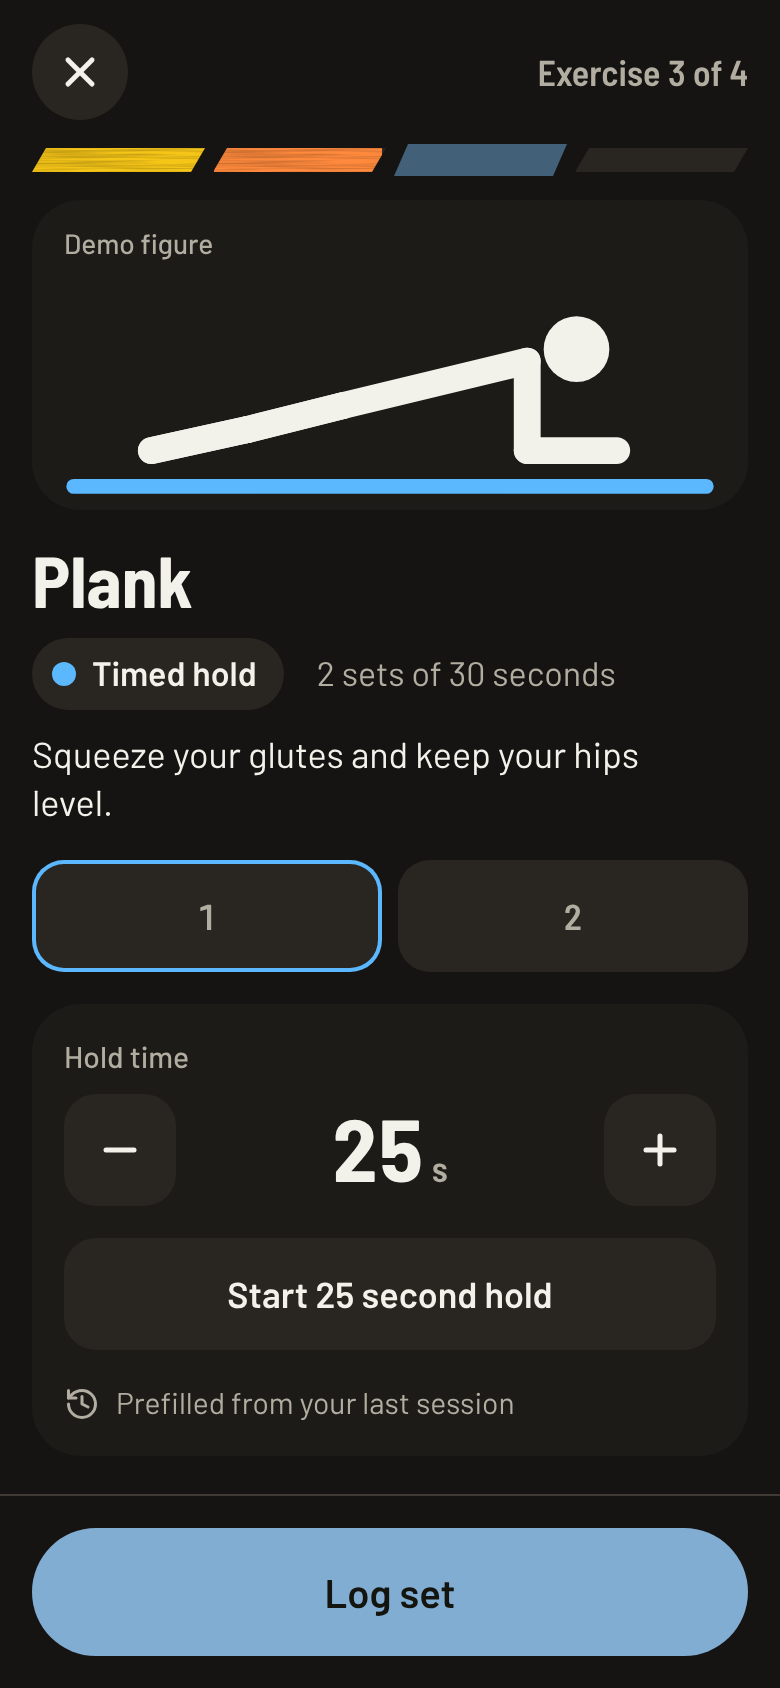 Exercise 3 of 4
Demo figure
Plank
Timed hold
2 sets of 30 seconds
Squeeze your glutes and keep your hips
level.
1
2
Hold time
25 s
Start 25 second hold
Prefilled from your last session
Log set